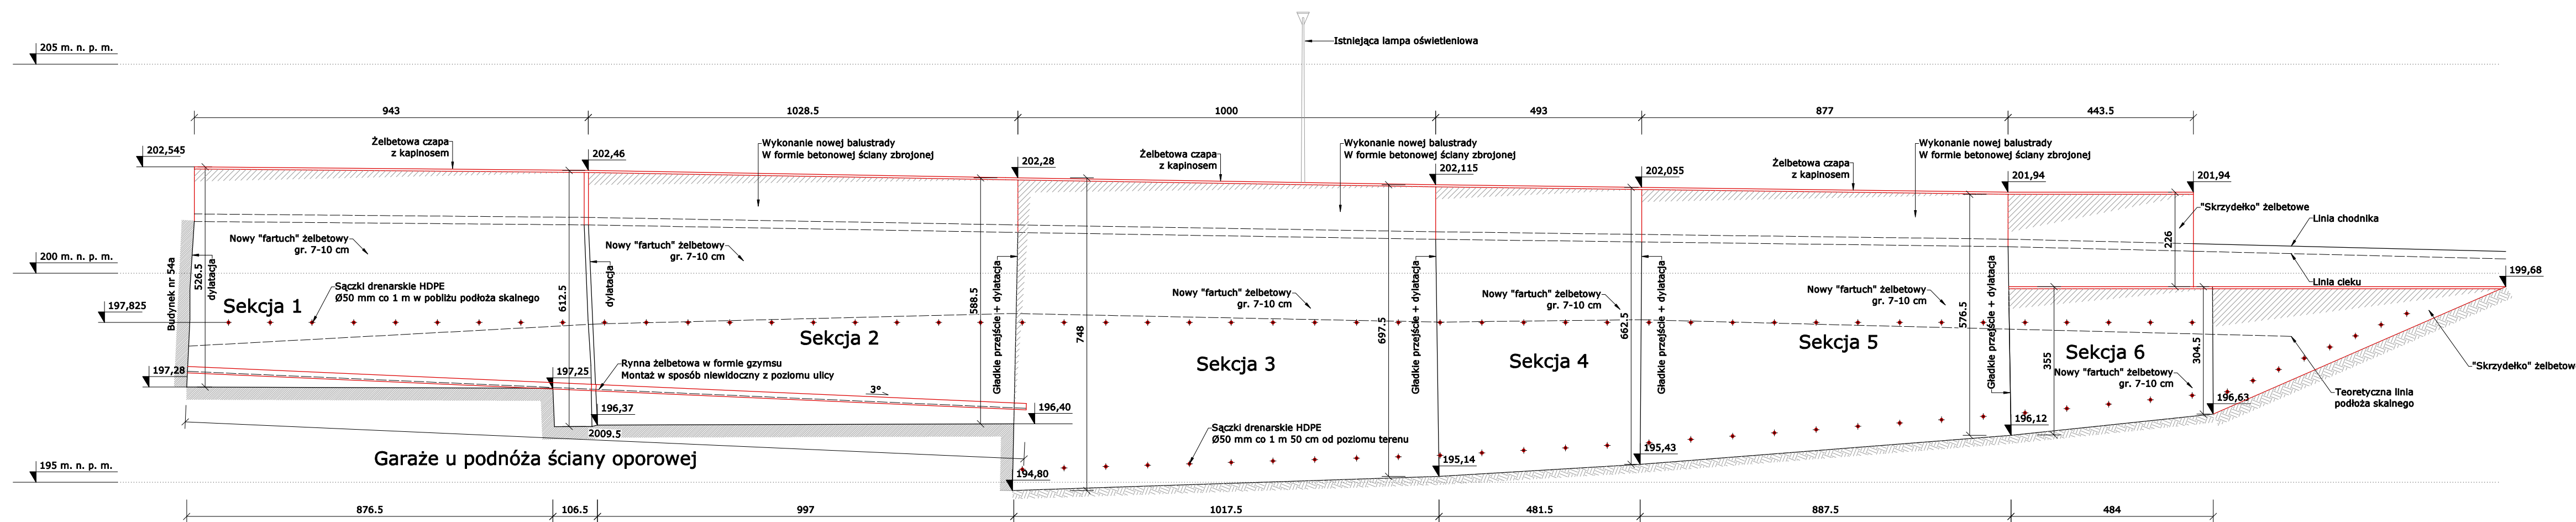 205 m. n. p. m.
Istniejąca lampa oświetleniowa
943
1028.5
1000
493
877
443.5
202,545
Żelbetowa czapa
z kapinosem
202,46
Wykonanie nowej balustrady
W formie betonowej ściany zbrojonej
202,28
Żelbetowa czapa
z kapinosem
Wykonanie nowej balustrady
W formie betonowej ściany zbrojonej
202,115
202,055
Żelbetowa czapa
z kapinosem
Wykonanie nowej balustrady
W formie betonowej ściany zbrojonej
201,94
201,94
"Skrzydełko" żelbetowe
Linia chodnika
Linia cieku
200 m. n. p. m.
199,68
Budynek nr 54a
526.5
dylatacja
Nowy "fartuch" żelbetowy
gr. 7-10 cm
612.5
dylatacja
Nowy "fartuch" żelbetowy
gr. 7-10 cm
588.5
Gładkie przejście + dylatacja
748
Nowy "fartuch" żelbetowy
gr. 7-10 cm
697.5
Gładkie przejście + dylatacja
Nowy "fartuch" żelbetowy
gr. 7-10 cm
662.5
Gładkie przejście + dylatacja
Nowy "fartuch" żelbetowy
gr. 7-10 cm
576.5
Gładkie przejście + dylatacja
226
355
304.5
197,825
Sekcja 1
Sączki drenarskie HDPE
Ø50 mm co 1 m w pobliżu podłoża skalnego
Sekcja 2
Sekcja 3
Sekcja 4
Sekcja 5
Sekcja 6
Nowy "fartuch" żelbetowy
gr. 7-10 cm
"Skrzydełko" żelbetowe
Teoretyczna linia
podłoża skalnego
197,28
197,25
Rynna żelbetowa w formie gzymsu
Montaż w sposób niewidoczny z poziomu ulicy
3°
196,37
196,40
196,63
196,12
2009.5
Sączki drenarskie HDPE
Ø50 mm co 1 m 50 cm od poziomu terenu
Garaże u podnóża ściany oporowej
195 m. n. p. m.
194,80
195,14
195,43
876.5
106.5
997
1017.5
481.5
887.5
484